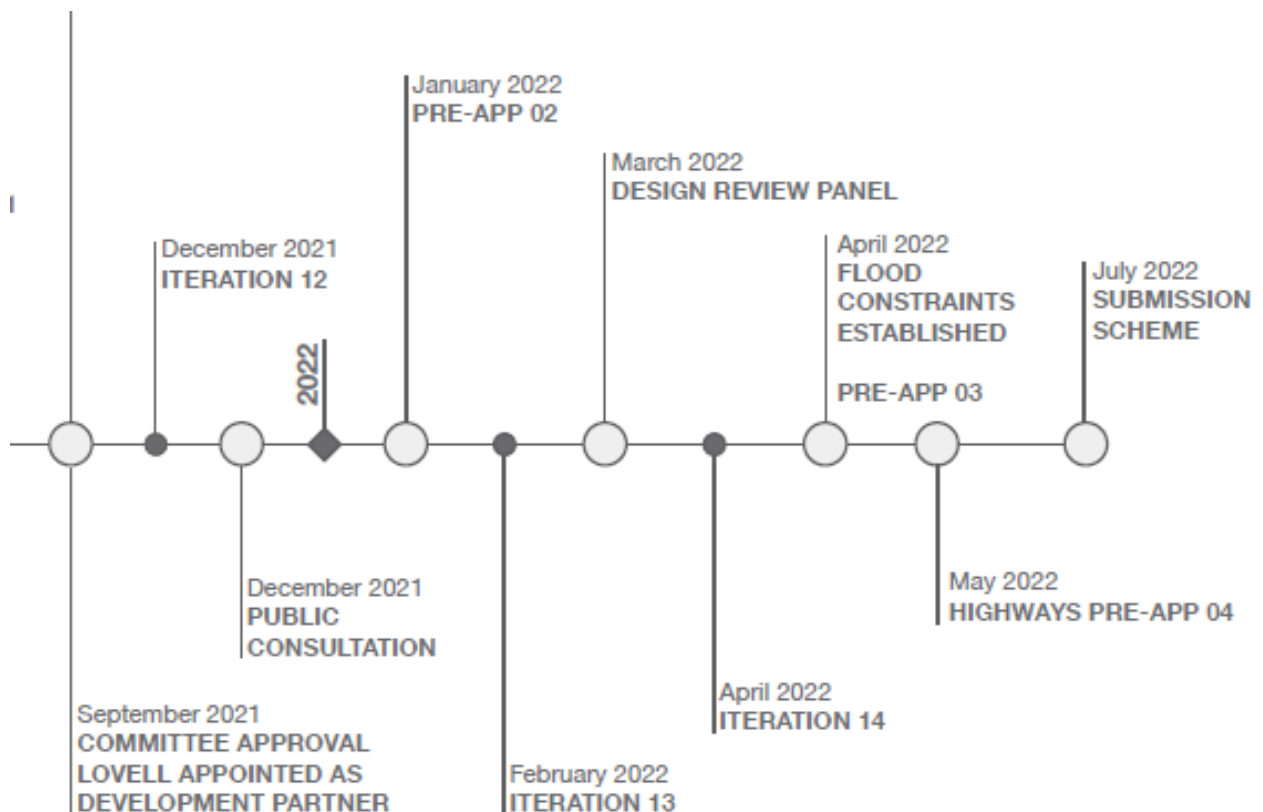 January 2022
PRE-APP 02
March 2022
DESIGN REVIEW PANEL
December 2021
ITERATION 12
April 2022
FLOOD
CONSTRAINTS
ESTABLISHED
PRE-APP 03
July 2022
SUBMISSION
SCHEME
2022
December 2021
PUBLIC
CONSULTATION
May 2022
HIGHWAYS PRE-APP 04
September 2021
COMMITTEE APPROVAL
LOVELL APPOINTED AS
DEVELOPMENT PARTNER
April 2022
ITERATION 14
February 2022
ITERATION 13